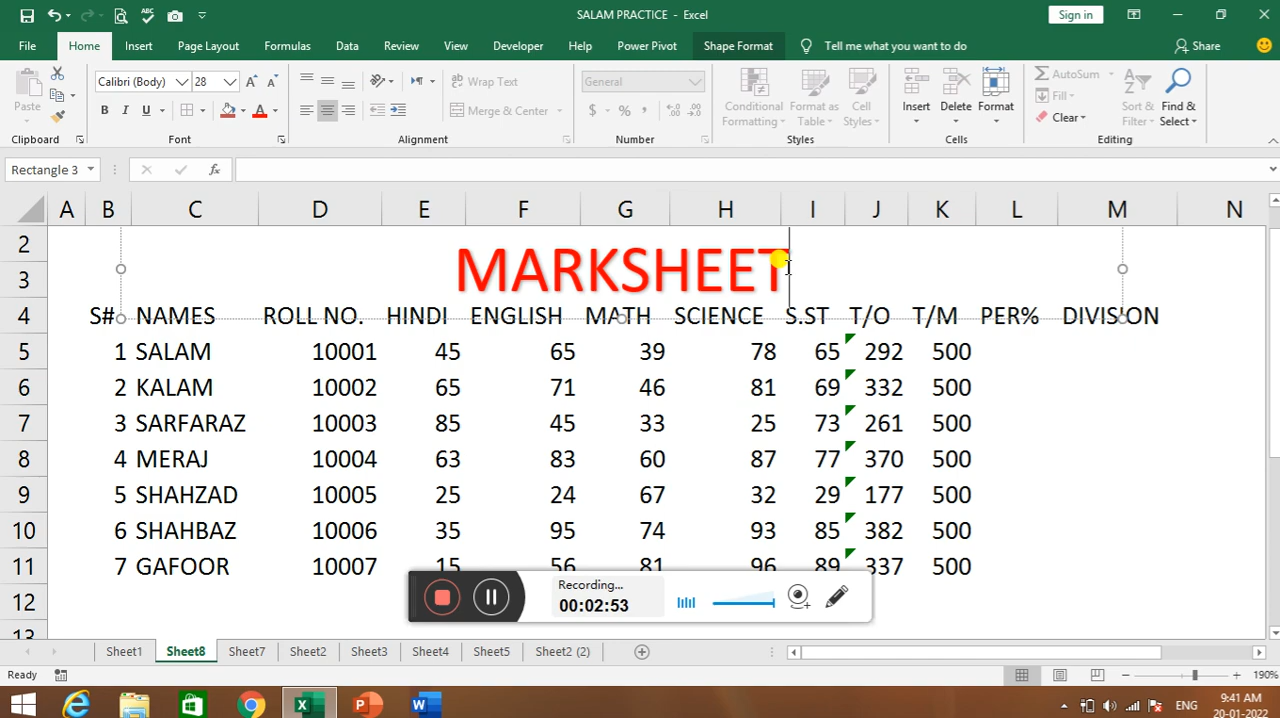 SALAM PRACTICE - Excel
Sign in
File Home Insert Page Layout Formulas Data Review View Developer Help Power Pivot Shape Format Tell me what you want to do Share
Paste
Calibri (Body) 28
B I U
Wrap Text
Merge & Center
General
$ % ,
Conditional Formatting
Format as Table
Cell Styles
Insert Delete Format
AutoSum
Fill
Clear
Sort & Filter
Find & Select
Clipboard Font Alignment Number Styles Cells Editing
Rectangle 3 fx
A B C D E F G H I J K L M N
2
3 MARKSHEET
4 S# NAMES ROLL NO. HINDI ENGLISH MATH SCIENCE S.ST T/O T/M PER% DIVISION
5 1 SALAM 10001 45 65 39 78 65 292 500
6 2 KALAM 10002 65 71 46 81 69 332 500
7 3 SARFARAZ 10003 85 45 33 25 73 261 500
8 4 MERAJ 10004 63 83 60 87 77 370 500
9 5 SHAHZAD 10005 25 24 67 32 29 177 500
10 6 SHAHBAZ 10006 35 95 74 93 85 382 500
11 7 GAFOOR 10007 15 56 81 96 89 337 500
12
13
Recording...
00:02:53
Sheet1 Sheet8 Sheet7 Sheet2 Sheet3 Sheet4 Sheet5 Sheet2 (2)
Ready 190%
ENG 9:41 AM
20-01-2022